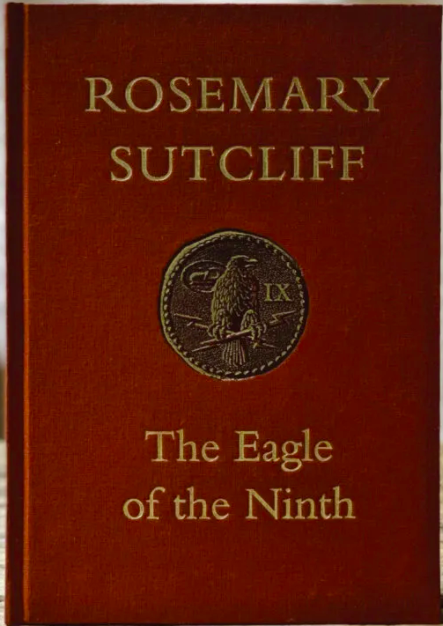 ROSEMARY
SUTCLIFF
IX
The Eagle
of the Ninth